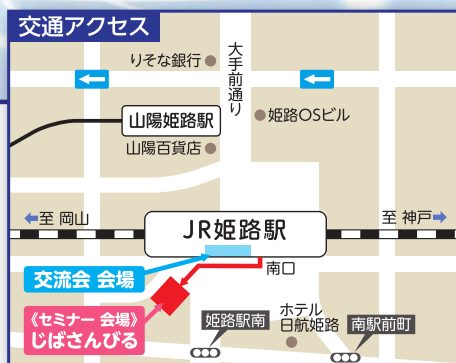 交通アクセス
りそな銀行
大手前通り
山陽姫路駅
姫路OSビル
山陽百貨店
至 岡山
至 神戸
JR姫路駅
交流会 会場
南口
《セミナー 会場》
じばさんびる
姫路駅南
ホテル
日航姫路
南駅前町